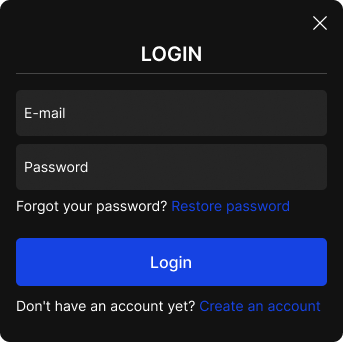 LOGIN
E-mail
Password
Forgot your password? Restore password
Login
Don't have an account yet? Create an account